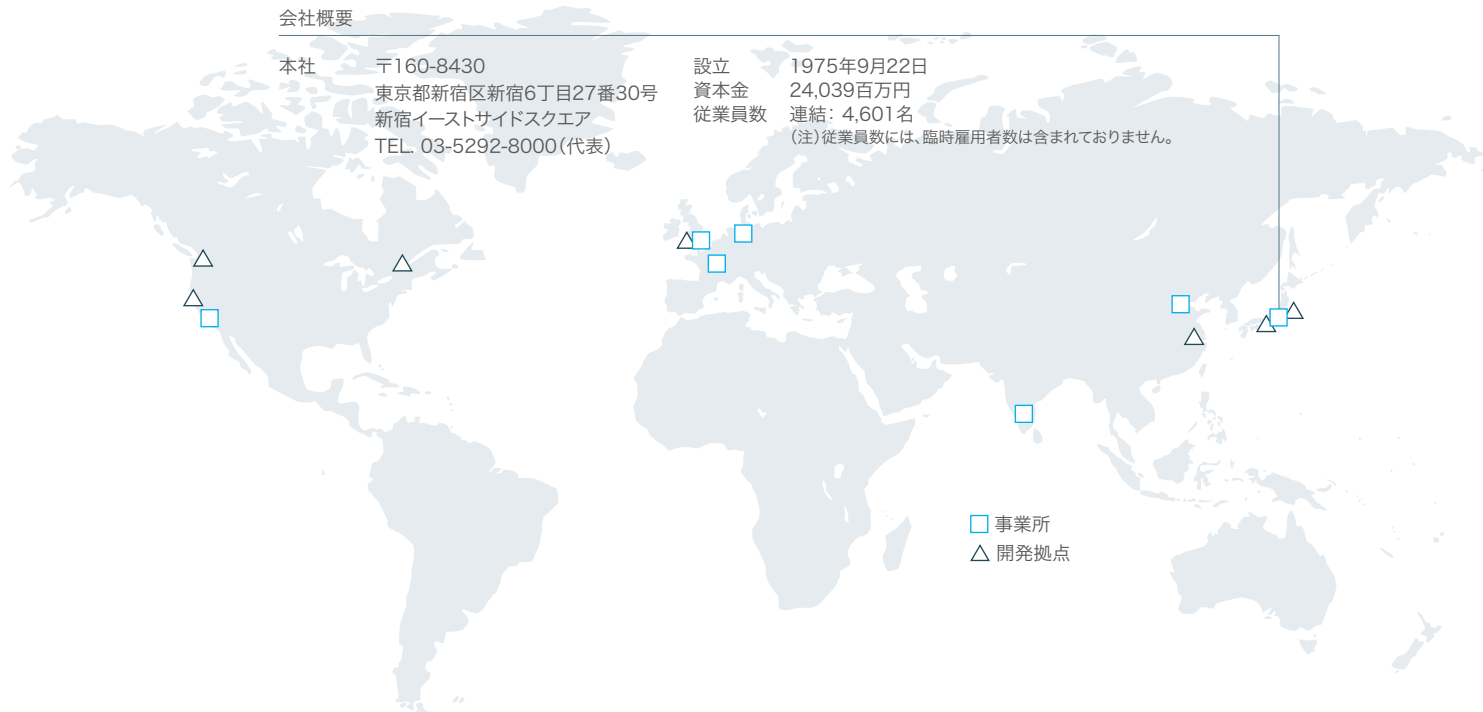 会社概要
本社 〒160-8430
東京都新宿区新宿6丁目27番30号
新宿イーストサイドスクエア
TEL. 03-5292-8000(代表)
設立 1975年9月22日
資本金 24,039百万円
従業員数 連結: 4,601名
(注)従業員数には、臨時雇用者数は含まれておりません。
事業所
開発拠点